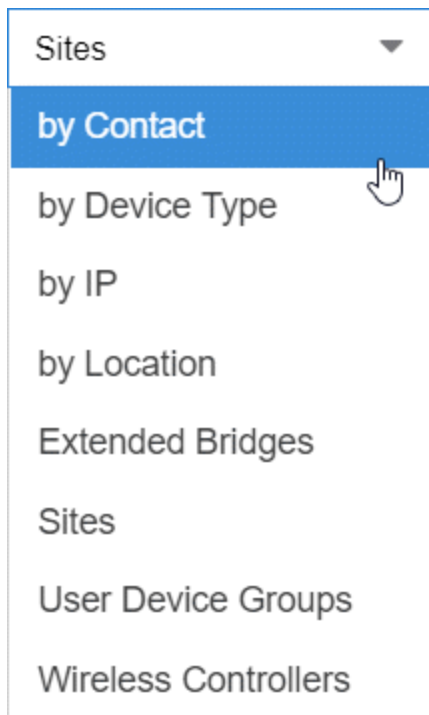 Sites
by Contact
by Device Type
by IP
by Location
Extended Bridges
Sites
User Device Groups
Wireless Controllers